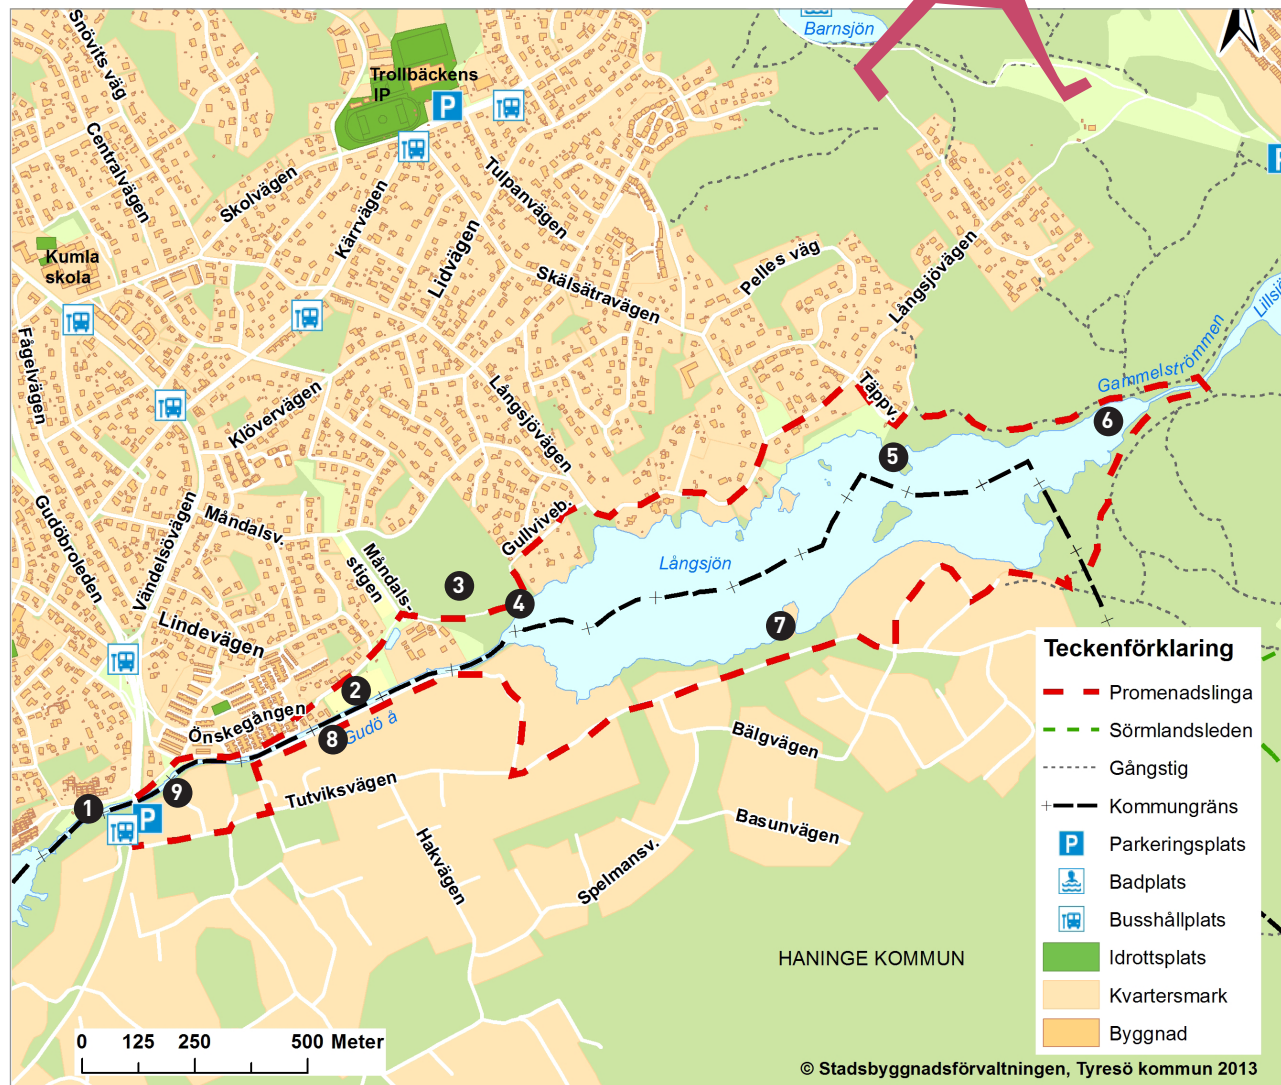 Snövits väg
Centralvägen
Trollbäckens
IP
P
Barnsjön
Skolvägen
Kärrvägen
Tulpanvägen
Lidvägen
Kumla
skola
Skälsätravägen
Pelles väg
Långsjövägen
Gammelströmmen
Fågelvägen
Klövervägen
Långsjövägen
Täppv.
Gudöbroleden
Vändelsövägen
Måndalsv.
Måndals-
stigen
Gullviveb.
Långsjön
Lindevägen
Önskegången
Gudö å
Tutviksvägen
Hakvägen
Spelmansv.
Bälgvägen
Basunvägen
1
2
3
4
5
6
7
8
9
P
HANINGE KOMMUN
Teckenförklaring
Promenadslinga
Sörmlandsleden
Gångstig
Kommungräns
P Parkeringsplats
Badplats
Busshållplats
Idrottsplats
Kvartersmark
Byggnad
0 125 250 500 Meter
© Stadsbyggnadsförvaltningen, Tyresö kommun 2013